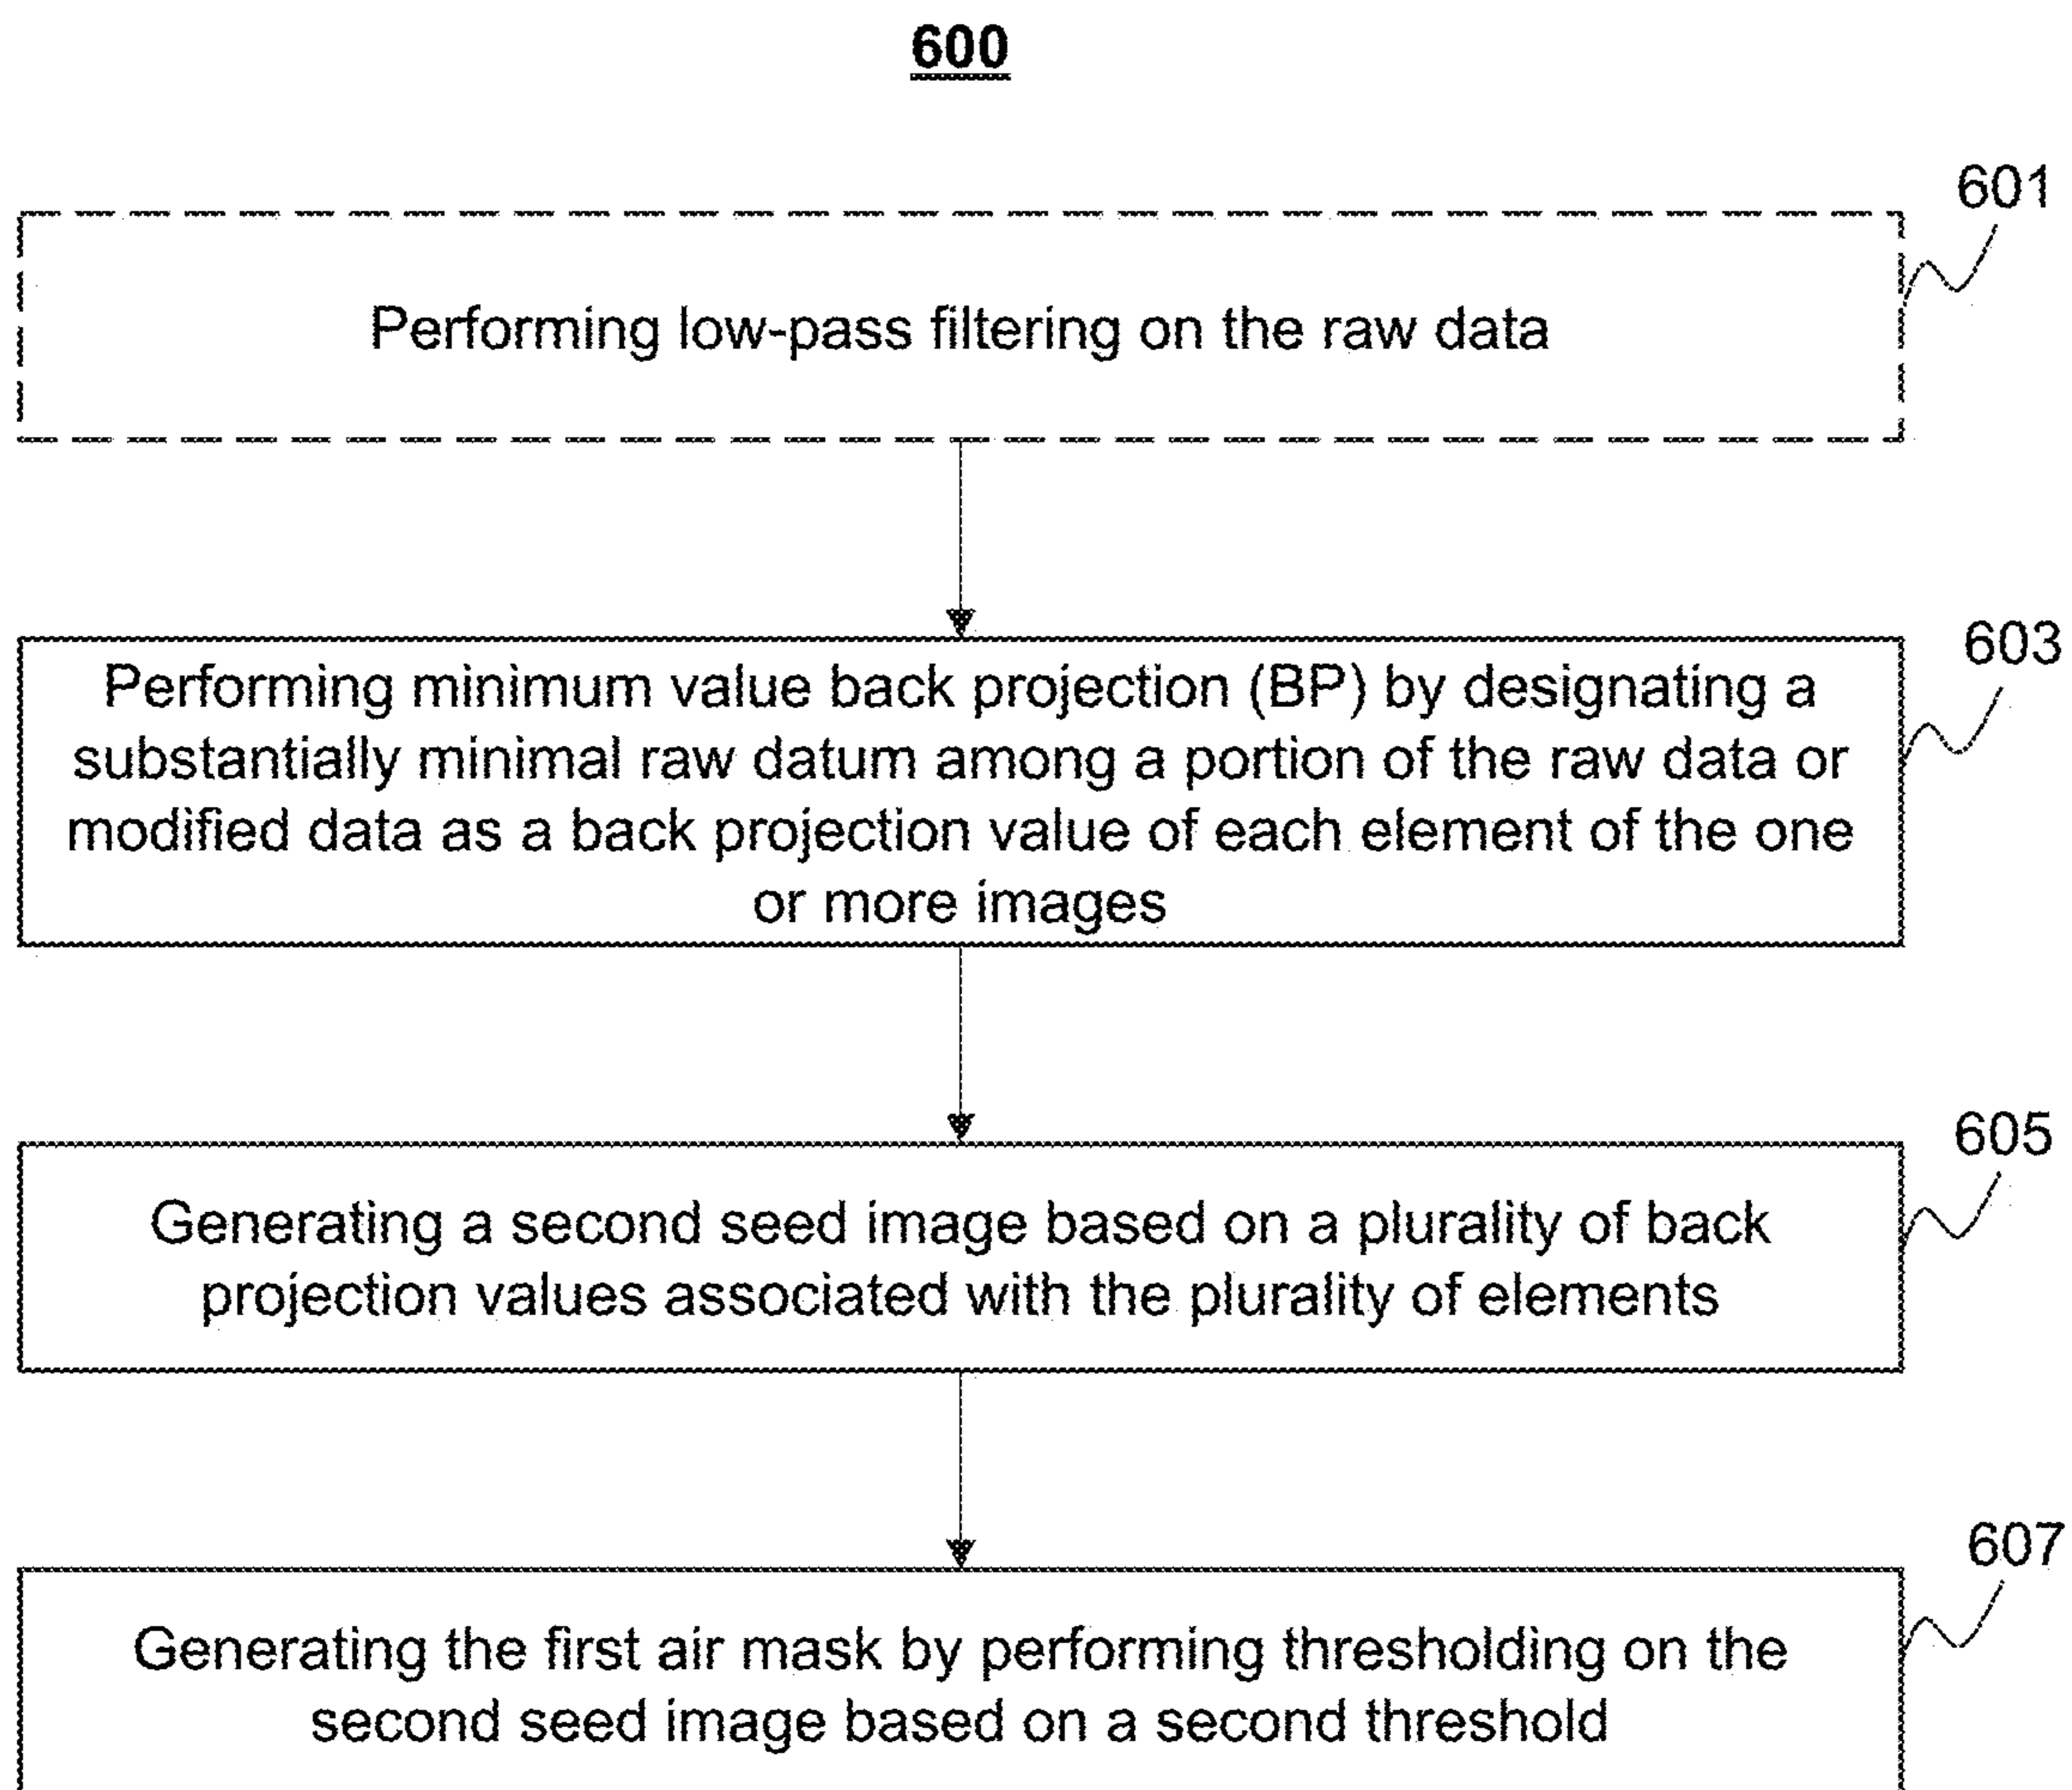 600
601
Performing low-pass filtering on the raw data
603
Performing minimum value back projection (BP) by designating a
substantially minimal raw datum among a portion of the raw data or
modified data as a back projection value of each element of the one
or more images
605
Generating a second seed image based on a plurality of back
projection values associated with the plurality of elements
607
Generating the first air mask by performing thresholding on the
second seed image based on a second threshold